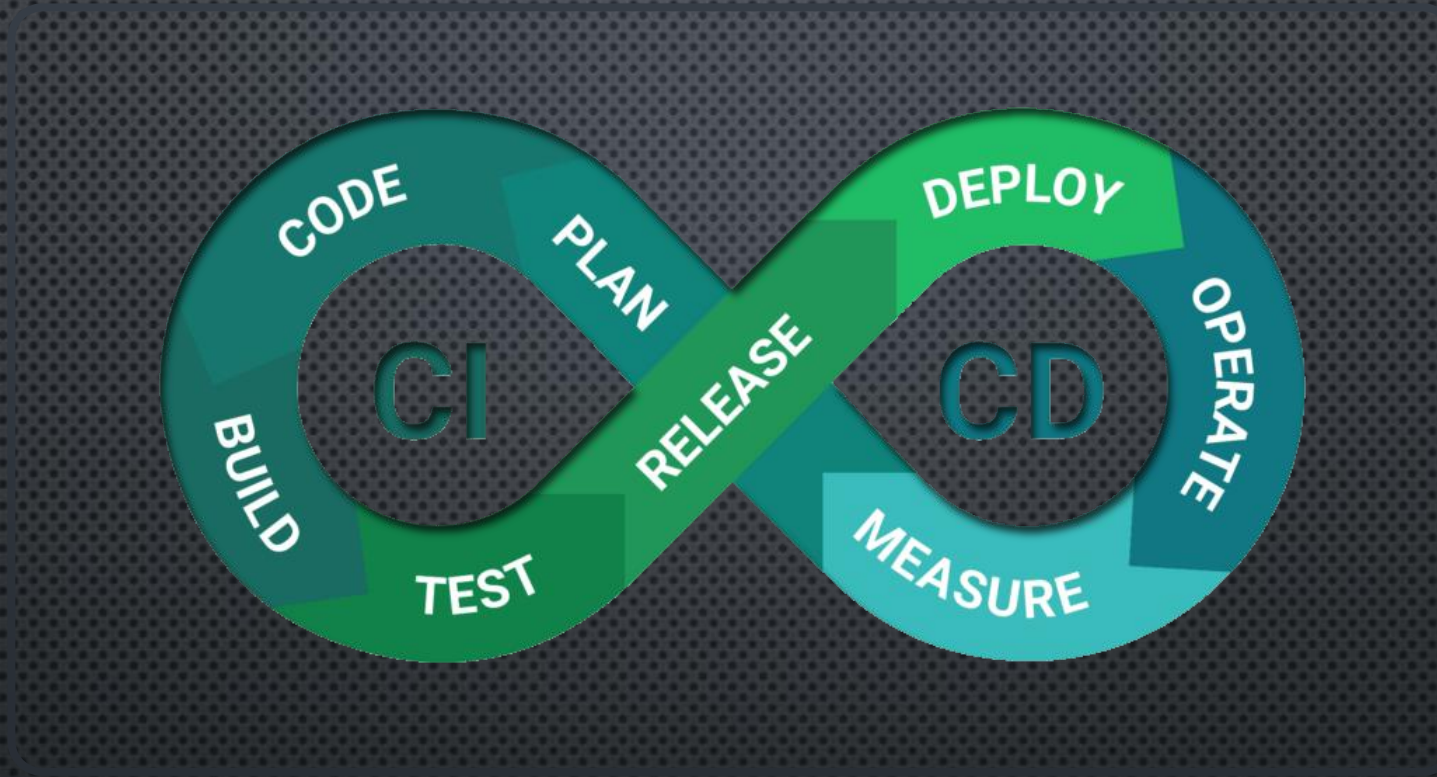 CODE
PLAN
BUILD
TEST
RELEASE
DEPLOY
OPERATE
MEASURE
CI
CD